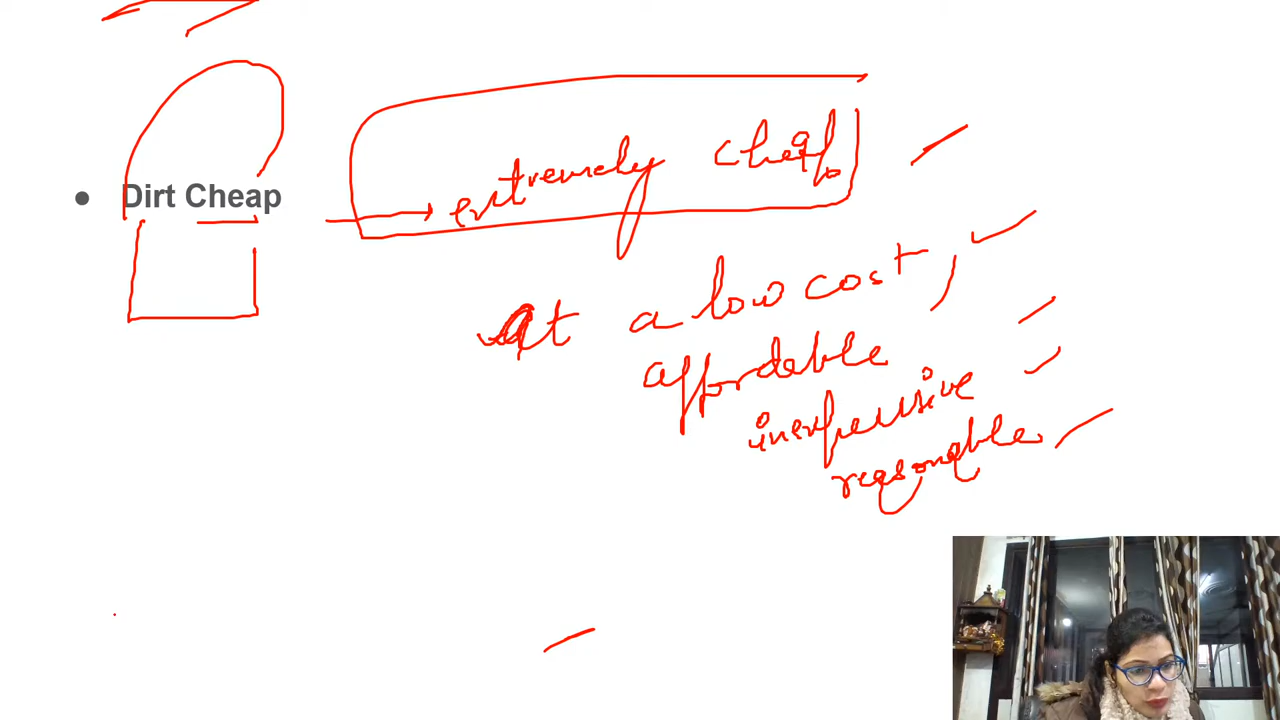 • Dirt Cheap
extremely cheap
At a low cost,
affordable
inexpensive
reasonable